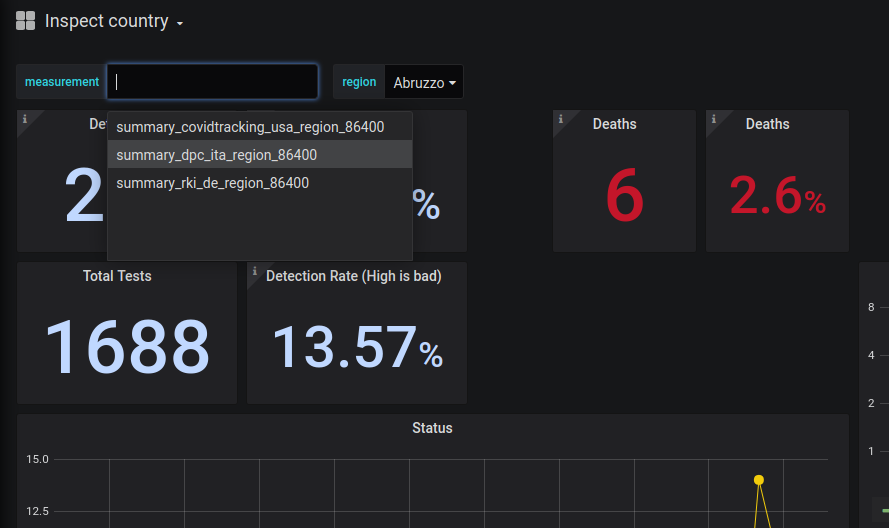 Inspect country
measurement
region
Abruzzo
summary_covidtracking_usa_region_86400
summary_dpc_ita_region_86400
summary_rki_de_region_86400
De
2
%
Deaths
6
Deaths
2.6%
Total Tests
1688
Detection Rate (High is bad)
13.57%
Status
15.0
12.5
8
4
2
1